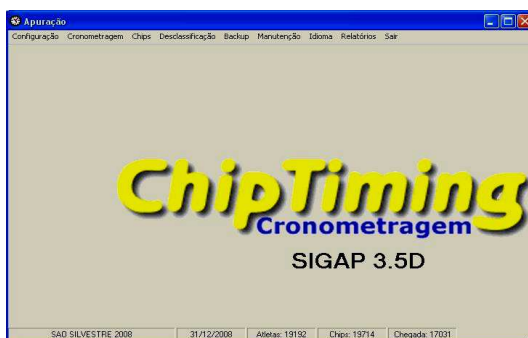 Apuração
Configuração Cronometragem Chips Desclassificação Backup Manutenção Idioma Relatórios Sair
ChipTiming
Cronometragem
SIGAP 3.5D
SAO SILVESTRE 2008 31/12/2008 Atletas: 19192 Chips: 19714 Chegada: 17031